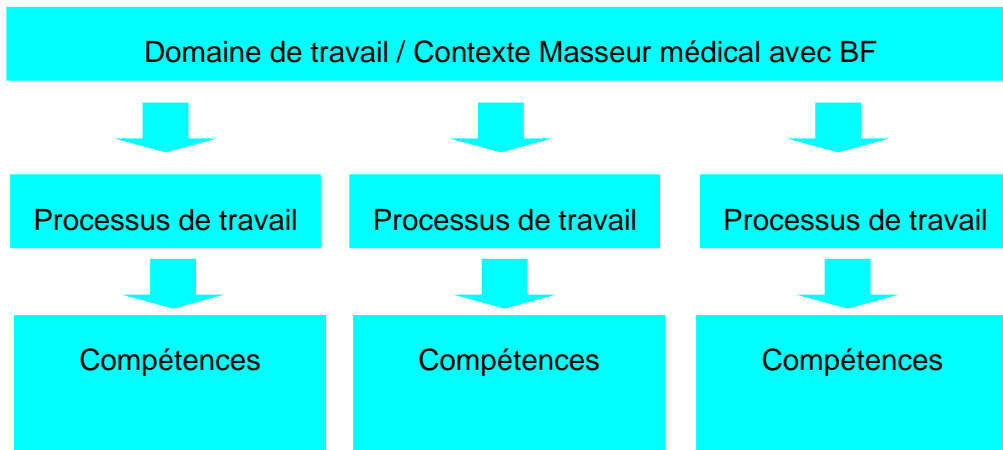 Domaine de travail / Contexte Masseur médical avec BF
Processus de travail
Processus de travail
Processus de travail
Compétences
Compétences
Compétences